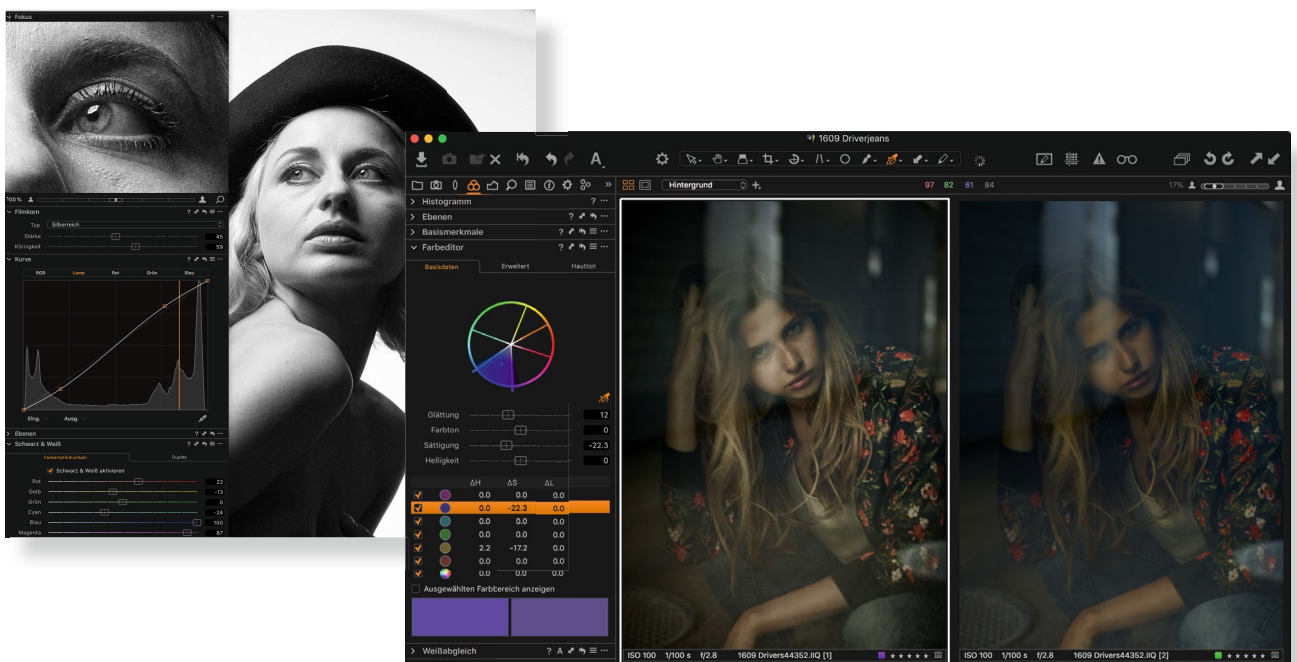 Fokus ? ...
100 %
Filmkorn ?
Typ Silberreich
Stärke 45
Körnigkeit 59
Kurve ?
RGB Luma Rot Grün Blau
Eing. -- Ausg. --
Ebenen ?
Schwarz & Weiß ?
Farbempfindlichkeit Duplex
Schwarz & Weiß aktivieren
Rot 22
Gelb -13
Grün 0
Cyan -24
Blau 100
Magenta 87
1609 Driverjeans
A
Hintergrund 97 82 61 84 17%
Histogramm ? ...
Ebenen ? ...
Basismerkmale ? ...
Farbeditor ? ...
Basisdaten Erweitert Hautton
Glättung 12
Farbton 0
Sättigung -22.3
Helligkeit 0
ΔH ΔS ΔL
0.0 0.0 0.0
0.0 -22.3 0.0
0.0 0.0 0.0
0.0 0.0 0.0
2.2 -17.2 0.0
0.0 0.0 0.0
0.0 0.0 0.0
Ausgewählten Farbbereich anzeigen
Weißabgleich ? A ...
ISO 100 1/100 s f/2.8 1609 Drivers44352.IIQ [1]
ISO 100 1/100 s f/2.8 1609 Drivers44352.IIQ [2]